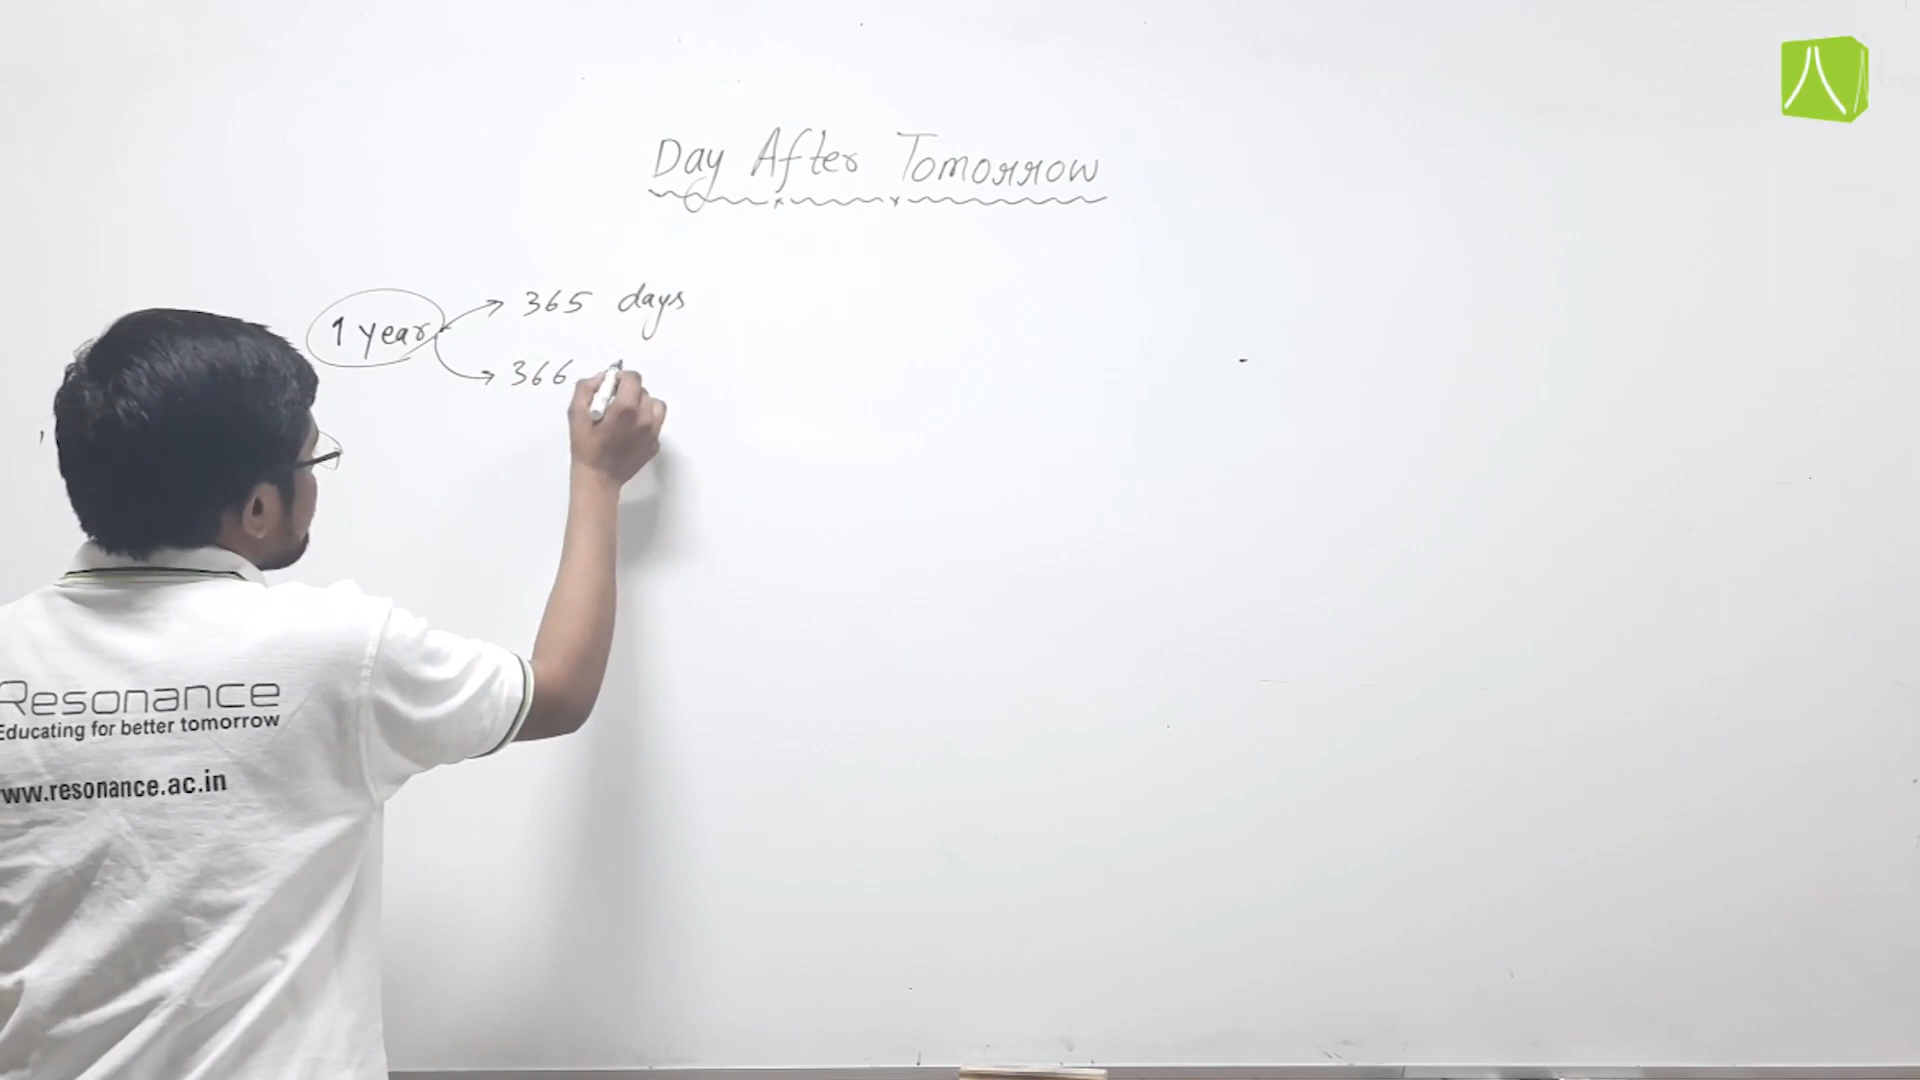 Day After Tomorrow
1 year
365 days
366
Resonance
Educating for better tomorrow
www.resonance.ac.in